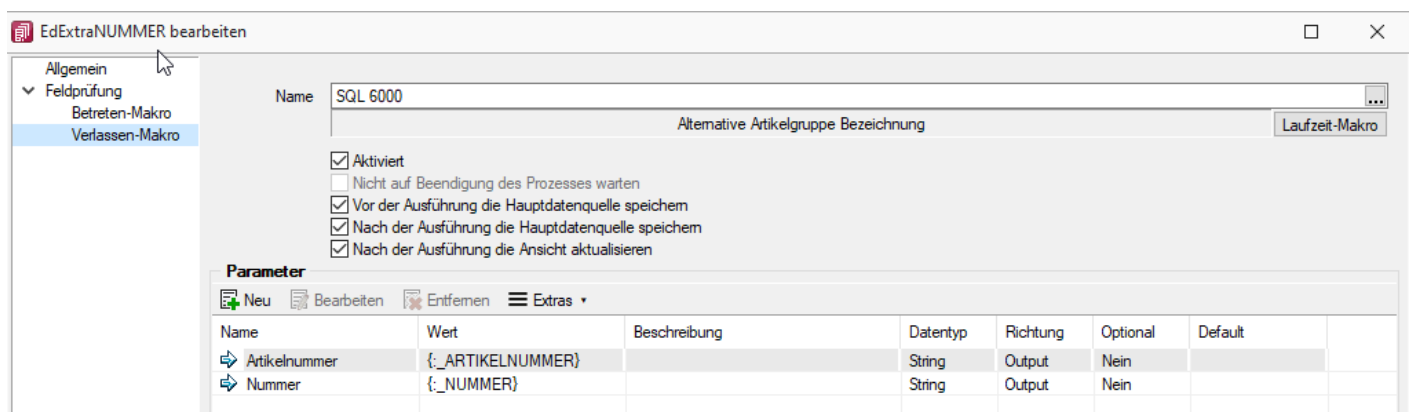 EdExtraNUMMER bearbeiten
Allgemein
Feldprüfung
Betreten-Makro
Verlassen-Makro
Name SQL 6000 ...
Alternative Artikelgruppe Bezeichnung Laufzeit-Makro
Aktiviert
Nicht auf Beendigung des Prozesses warten
Vor der Ausführung die Hauptdatenquelle speichern
Nach der Ausführung die Hauptdatenquelle speichern
Nach der Ausführung die Ansicht aktualisieren
Parameter
Neu Bearbeiten Entfernen Extras
Name Wert Beschreibung Datentyp Richtung Optional Default
Artikelnummer {:_ARTIKELNUMMER} String Output Nein
Nummer {:_NUMMER} String Output Nein